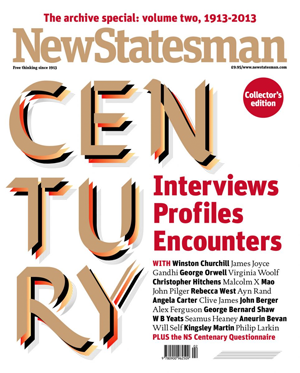 The archive special: volume two, 1913-2013
NewStatesman
Free thinking since 1913
www.newstatesman.com
Collector's
edition
CEN
TU
RY
Interviews
Profiles
Encounters
WITH Winston Churchill James Joyce
Gandhi George Orwell Virginia Woolf
Christopher Hitchens Malcolm X Mao
John Pilger Rebecca West Ayn Rand
Angela Carter Clive James John Berger
Alex Ferguson George Bernard Shaw
W B Yeats Seamus Heaney Aneurin Bevan
Will Self Kingsley Martin Philip Larkin
PLUS the NS Centenary Questionnaire